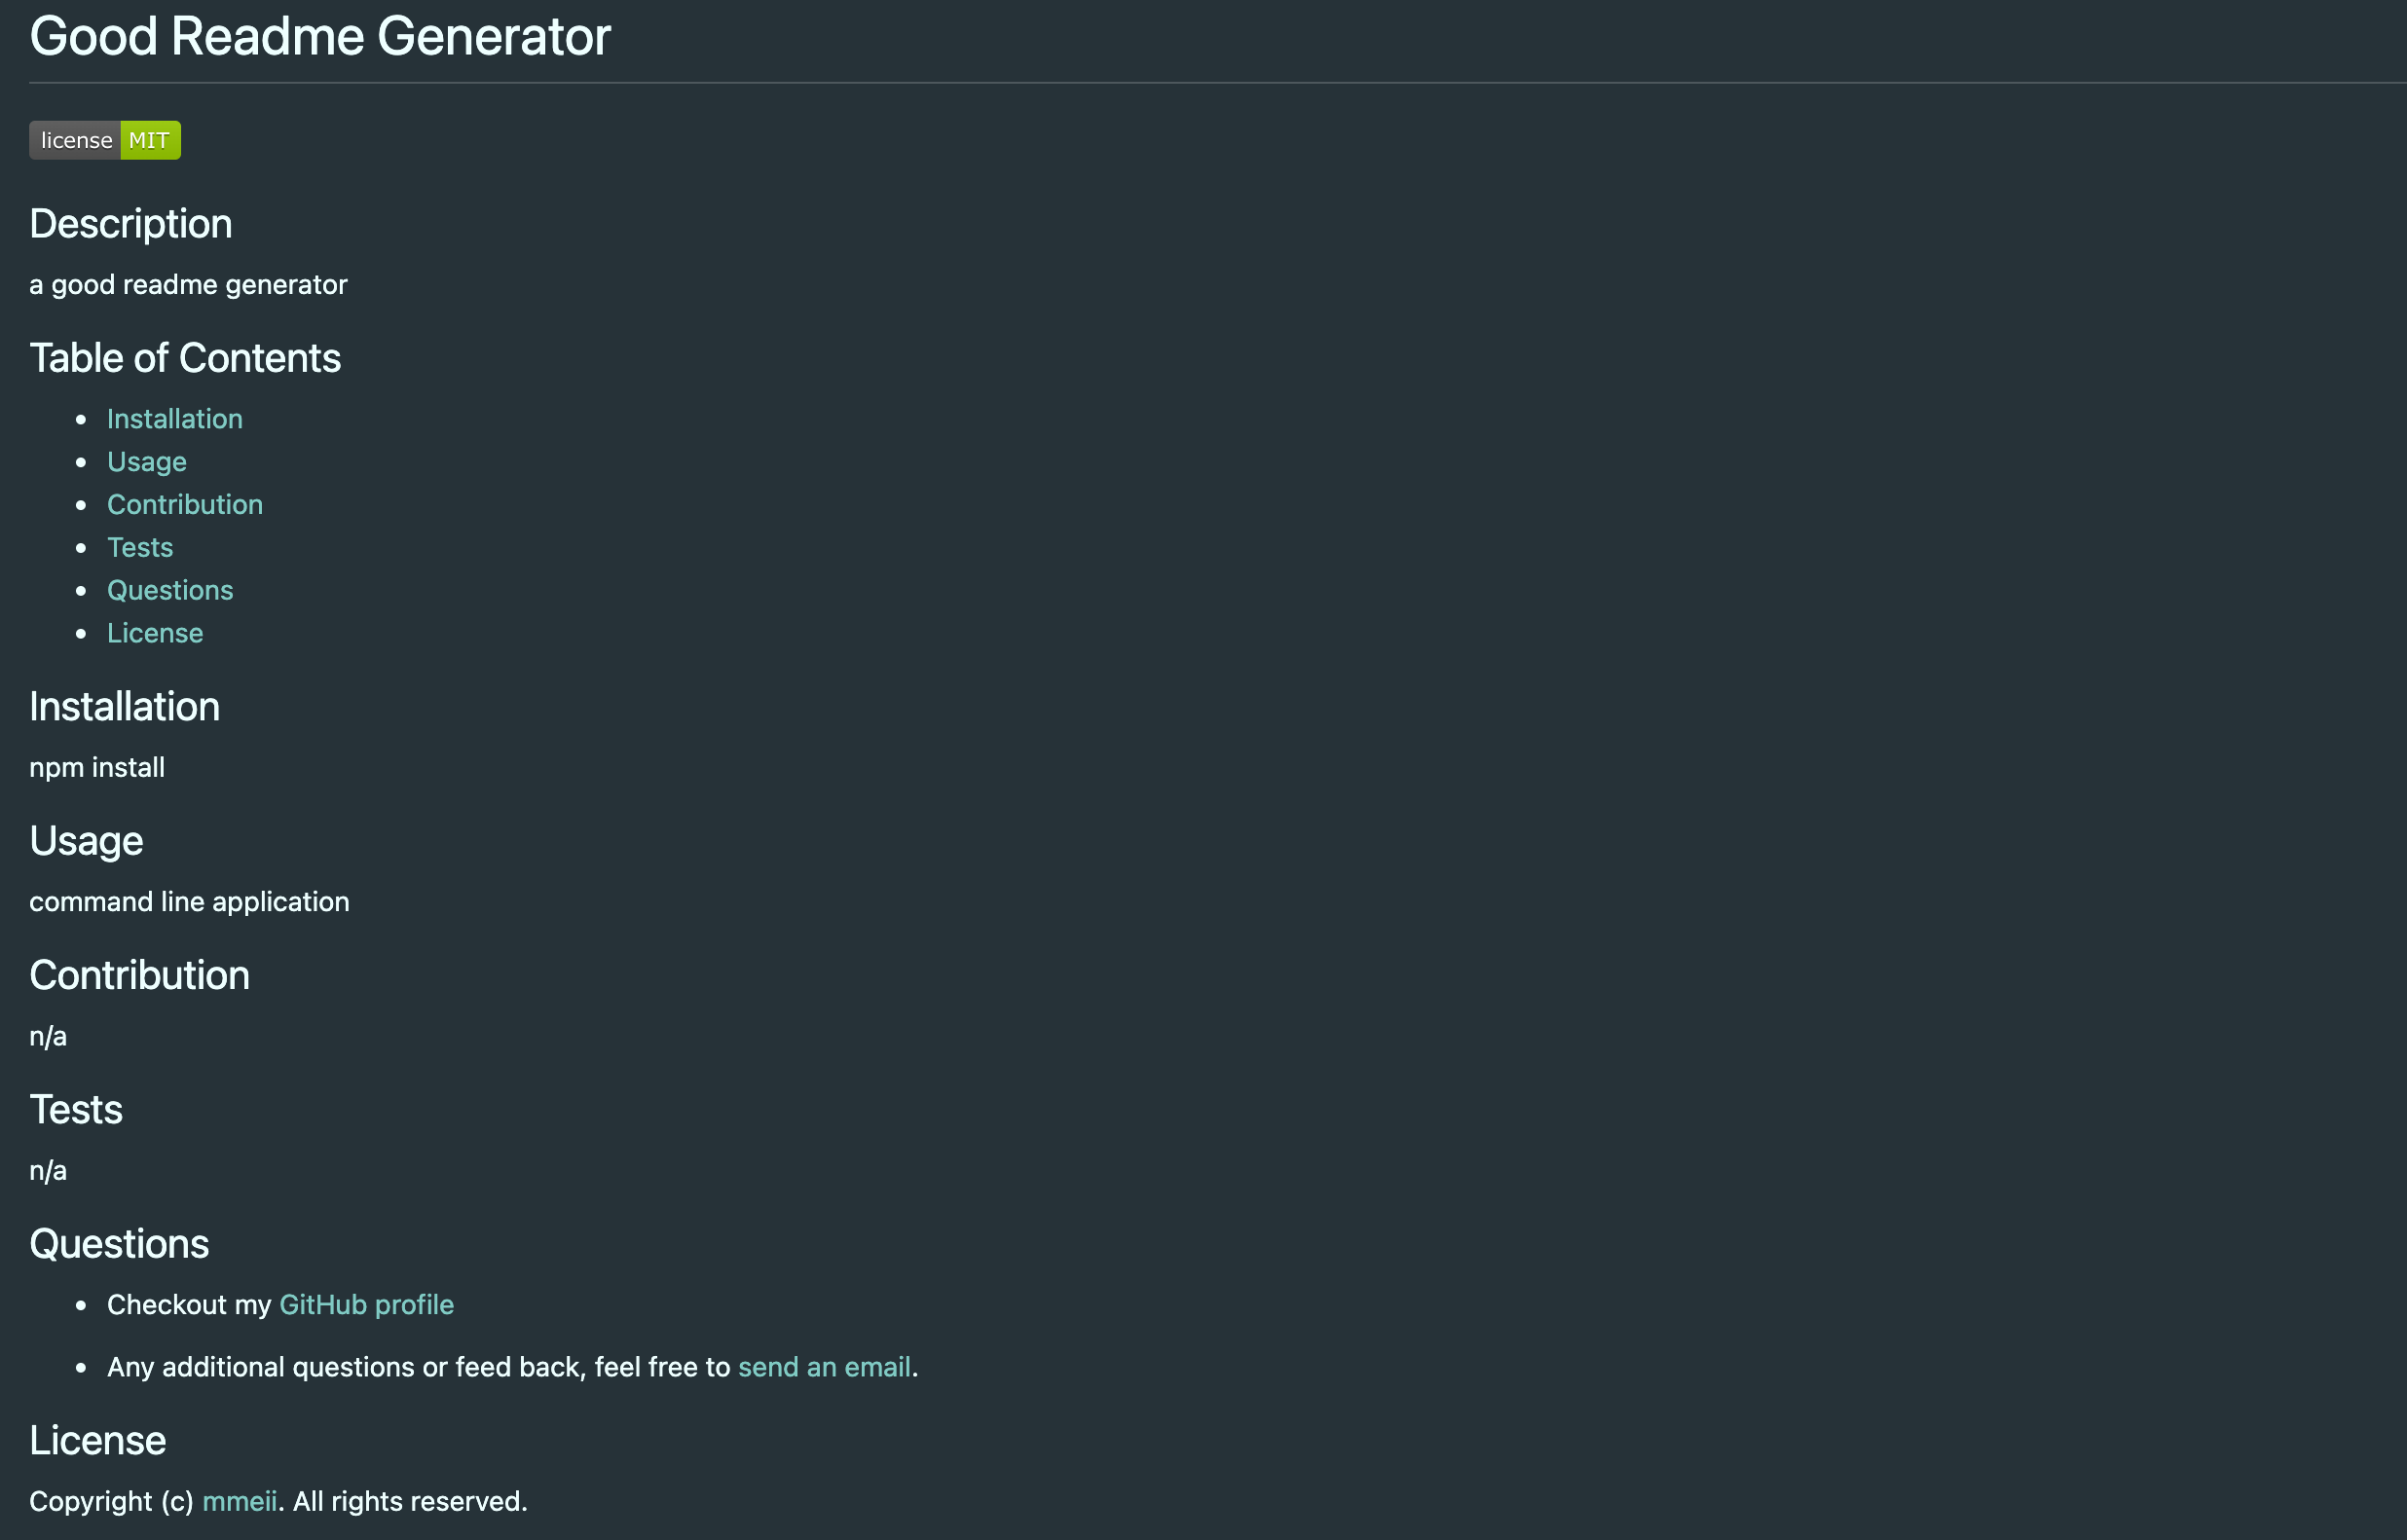 Good Readme Generator
license MIT
Description
a good readme generator
Table of Contents
Installation
Usage
Contribution
Tests
Questions
License
Installation
npm install
Usage
command line application
Contribution
n/a
Tests
n/a
Questions
Checkout my GitHub profile
Any additional questions or feed back, feel free to send an email.
License
Copyright (c) mmeii. All rights reserved.